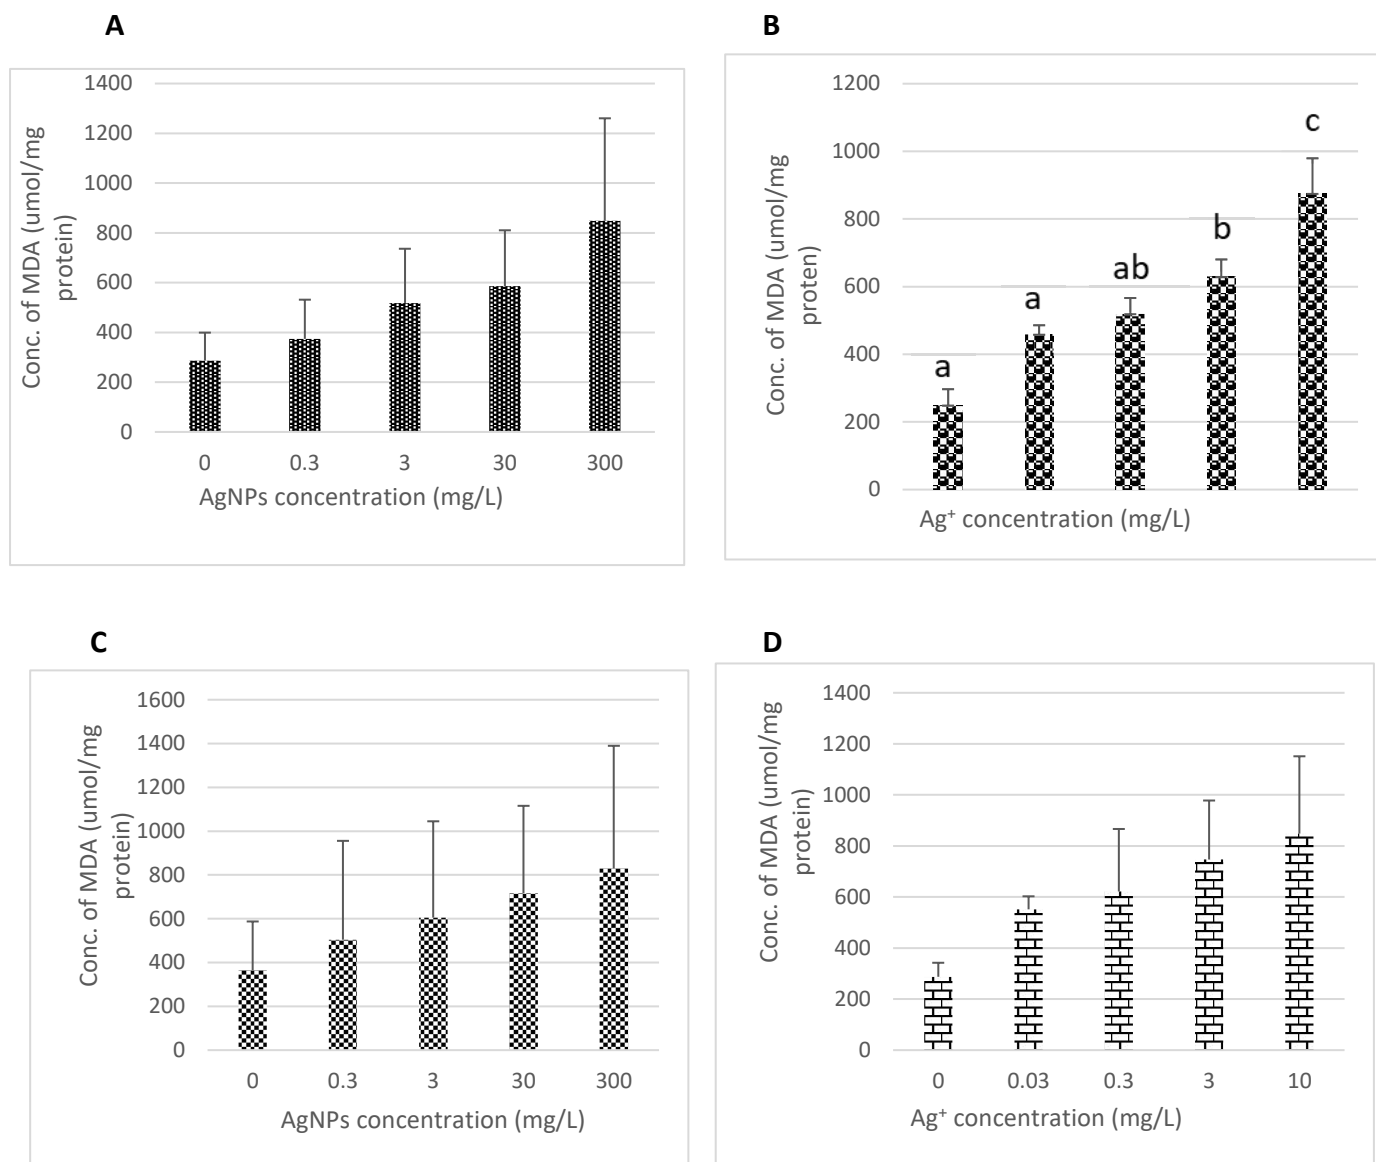 A
1400
1200
1000
800
600
400
200
0
Conc. of MDA (umol/mg
protein)
0 0.3 3 30 300
AgNPs concentration (mg/L)
B
1200
1000
800
600
400
200
0
Conc. of MDA (umol/mg
proten)
a a ab b c
Ag⁺ concentration (mg/L)
C
1600
1400
1200
1000
800
600
400
200
0
Conc. of MDA (umol/mg
protein)
0 0.3 3 30 300
AgNPs concentration (mg/L)
D
1400
1200
1000
800
600
400
200
0
Conc. of MDA (umol/mg
protein)
0 0.03 0.3 3 10
Ag⁺ concentration (mg/L)